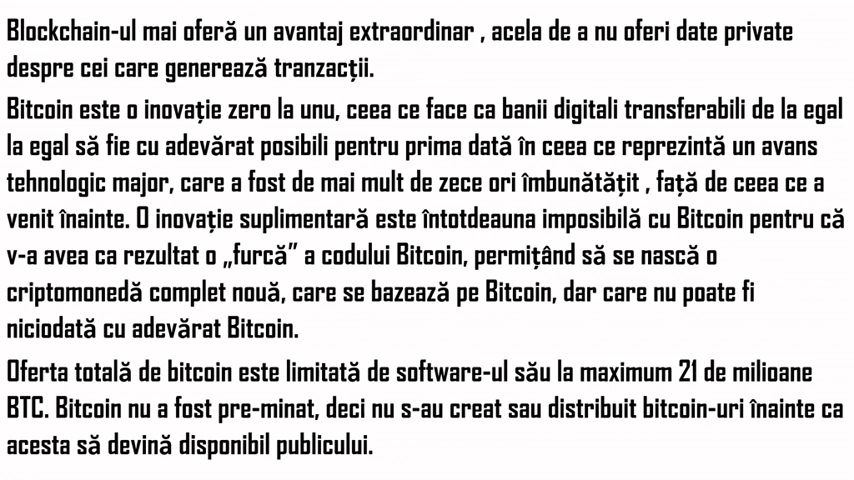 Blockchain-ul mai oferă un avantaj extraordinar , acela de a nu oferi date private
despre cei care generează tranzacții.
Bitcoin este o inovație zero la unu, ceea ce face ca banii digitali transferabili de la egal
la egal să fie cu adevărat posibili pentru prima dată în ceea ce reprezintă un avans
tehnologic major, care a fost de mai mult de zece ori îmbunătățit , față de ceea ce a
venit înainte. O inovație suplimentară este întotdeauna imposibilă cu Bitcoin pentru că
v-a avea ca rezultat o „furcă” a codului Bitcoin, permițând să se nască o
criptomonedă complet nouă, care se bazează pe Bitcoin, dar care nu poate fi
niciodată cu adevărat Bitcoin.
Oferta totală de bitcoin este limitată de software-ul său la maximum 21 de milioane
BTC. Bitcoin nu a fost pre-minat, deci nu s-au creat sau distribuit bitcoin-uri înainte ca
acesta să devină disponibil publicului.